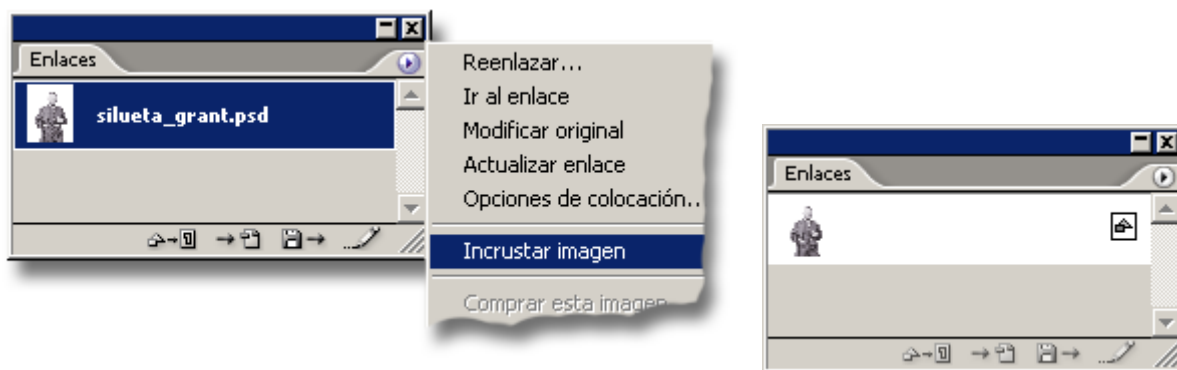 Enlaces
silueta_grant.psd
Reenlazar...
Ir al enlace
Modificar original
Actualizar enlace
Opciones de colocación..
Incrustar imagen
Comprar esta imagen
Enlaces